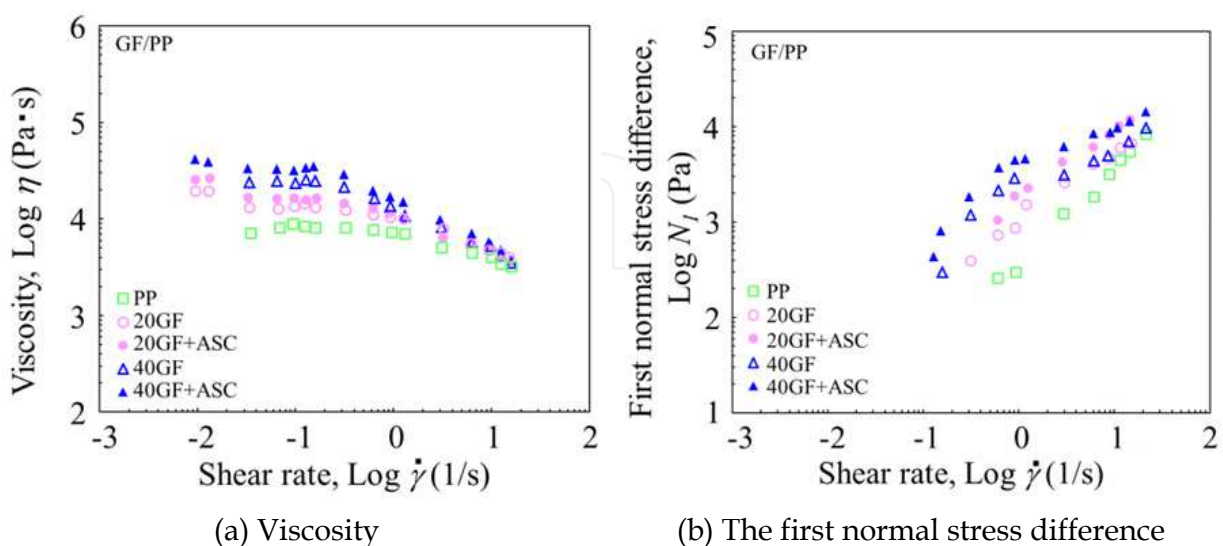 GF/PP
6
5
4
3
2
Viscosity, Log η (Pa·s)
PP
20GF
20GF+ASC
40GF
40GF+ASC
-3 -2 -1 0 1 2
Shear rate, Log γ̇ (1/s)
(a) Viscosity
GF/PP
5
4
3
2
1
First normal stress difference,
Log N₁ (Pa)
PP
20GF
20GF+ASC
40GF
40GF+ASC
-3 -2 -1 0 1 2
Shear rate, Log γ̇ (1/s)
(b) The first normal stress difference